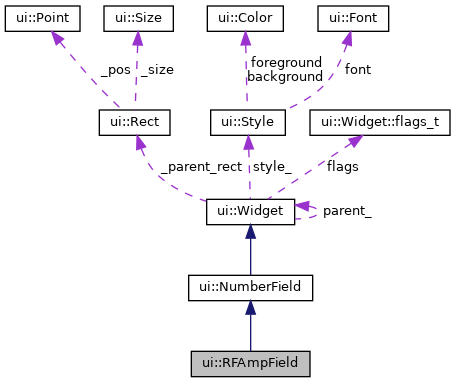 ui::Point
ui::Size
ui::Color
ui::Font
_pos
_size
foreground
background
font
ui::Rect
ui::Style
ui::Widget::flags_t
_parent_rect
style_
flags
ui::Widget
parent_
ui::NumberField
ui::RFAmpField